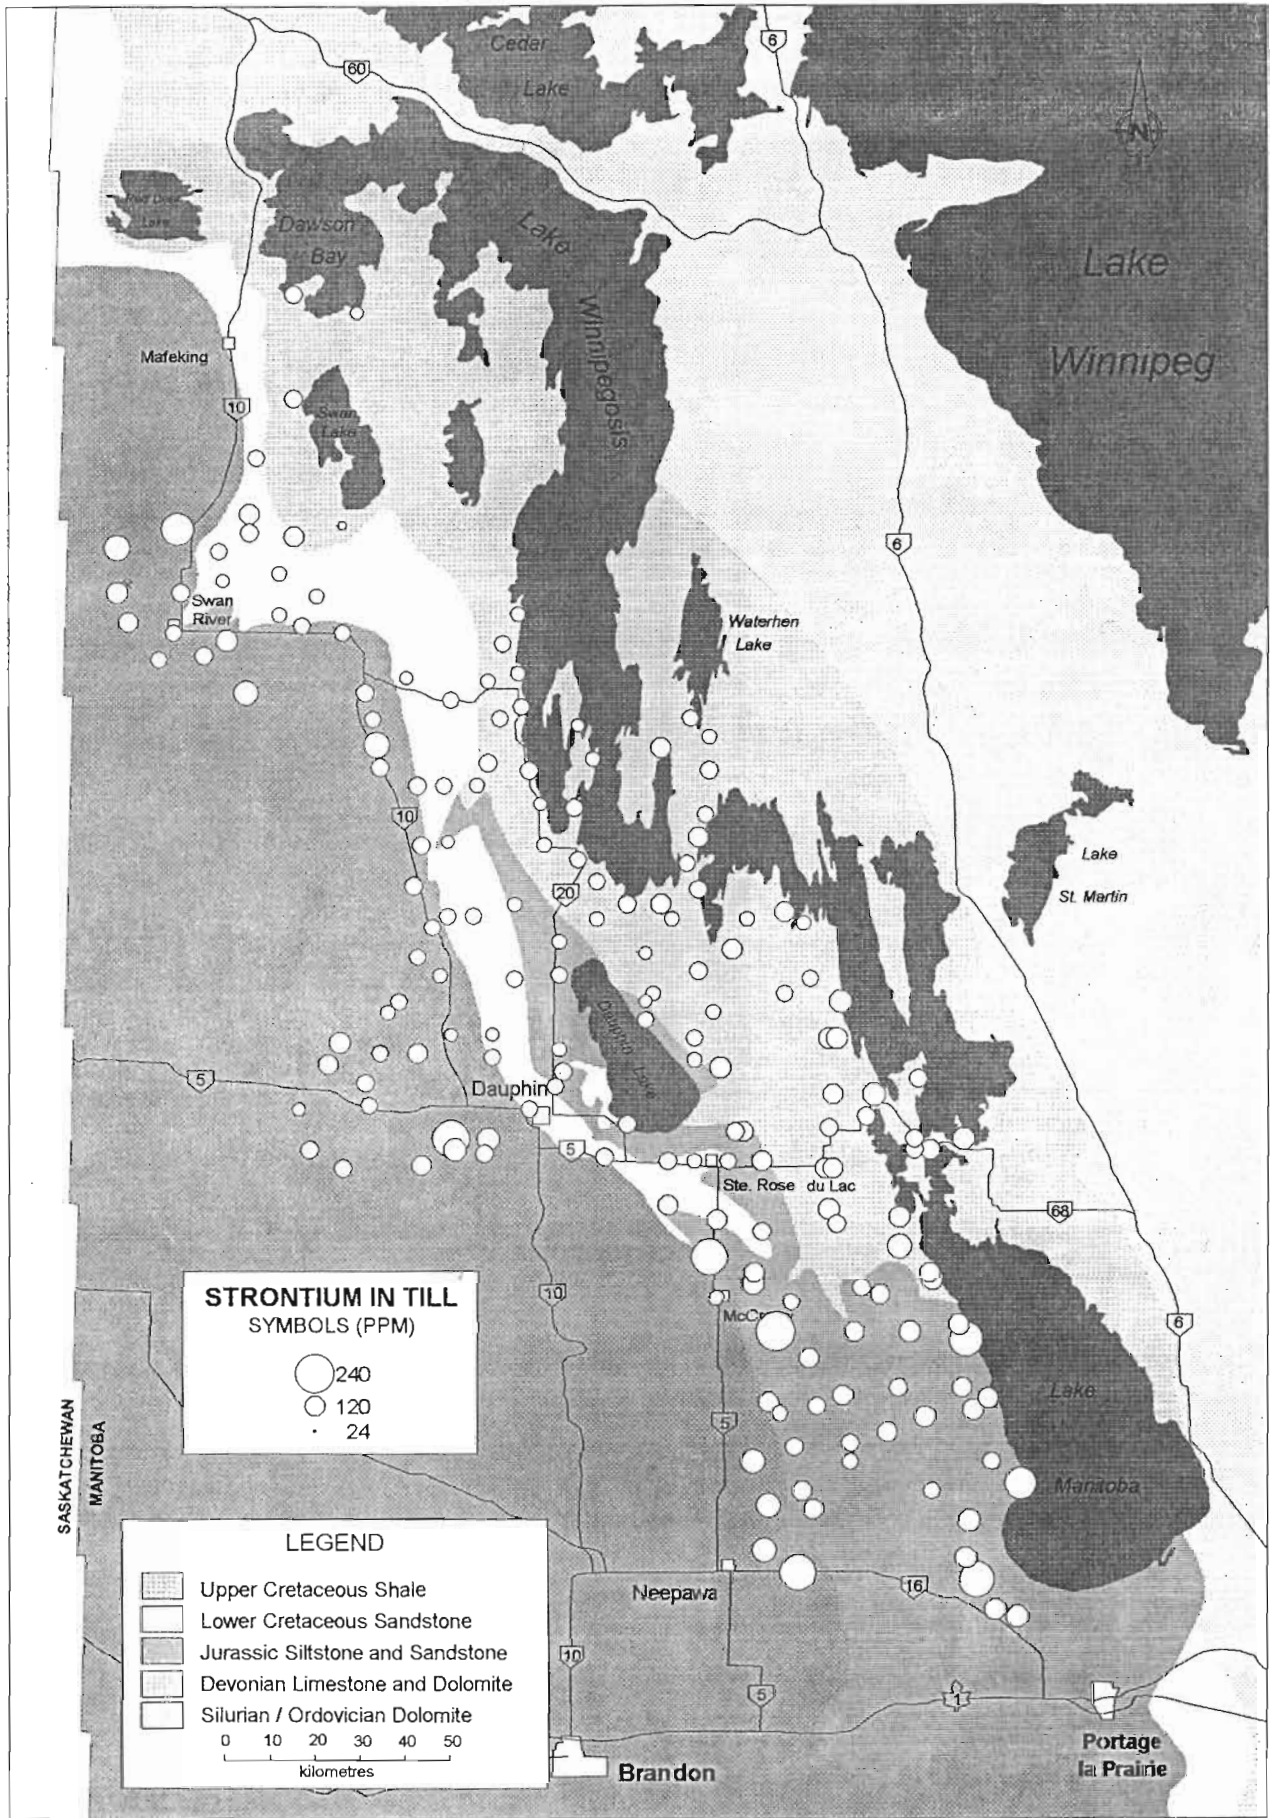 Cedar
Lake
6
60
N
Red Deer
Lake
Dawson
Bay
Lake
Winnipegosis
Lake
Winnipeg
Mafeking
10
Swan
Lake
6
Swan
River
Waterhen
Lake
10
20
Lake
St. Martin
Dauphin
Lake
5
Dauphin
5
Ste. Rose du Lac
68
10
6
STRONTIUM IN TILL
SYMBOLS (PPM)
240
120
24
Lake
Manitoba
5
SASKATCHEWAN
MANITOBA
Neepawa
16
LEGEND
Upper Cretaceous Shale
Lower Cretaceous Sandstone
Jurassic Siltstone and Sandstone
Devonian Limestone and Dolomite
Silurian / Ordovician Dolomite
0 10 20 30 40 50
kilometres
10
5
1
Brandon
Portage
la Prairie